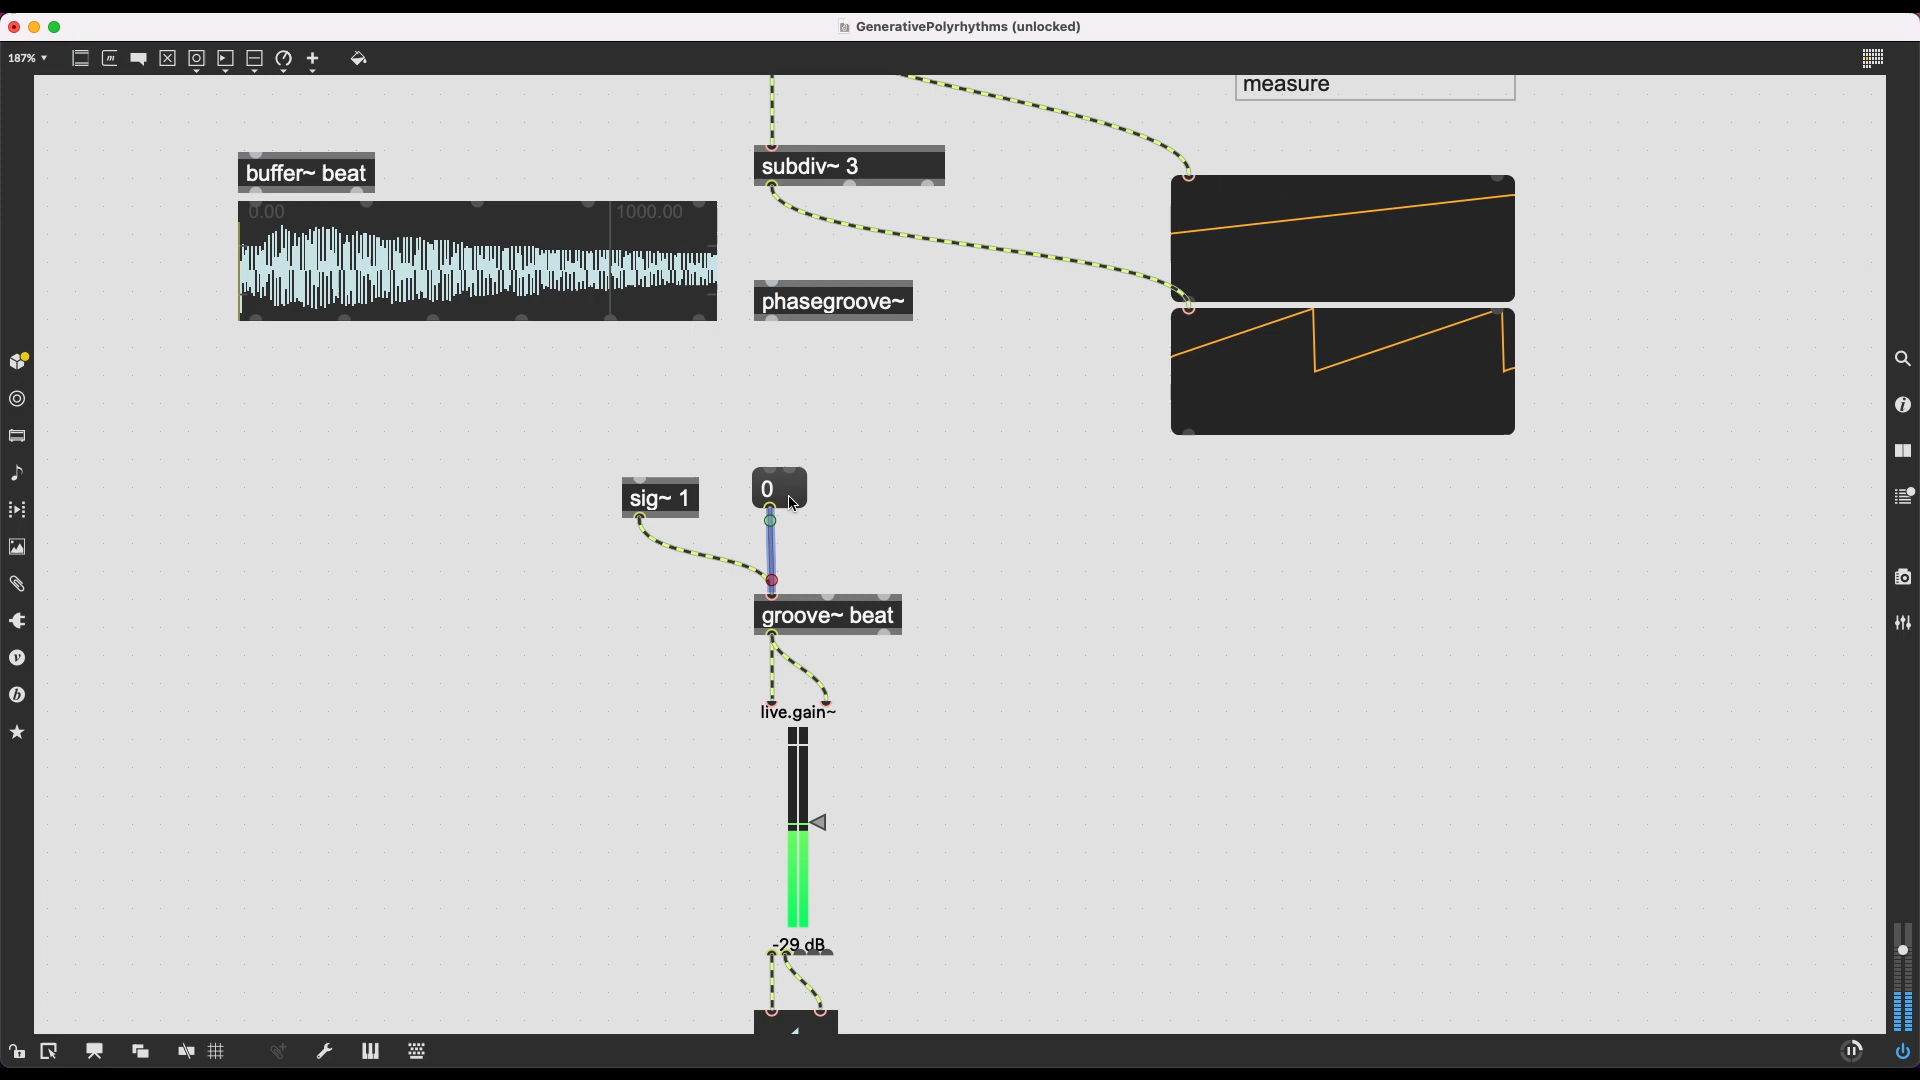 GenerativePolyrhythms (unlocked)
187%
measure
buffer~ beat
subdiv~ 3
0.00
1000.00
phasegroove~
sig~ 1
0
groove~ beat
live.gain~
-29 dB